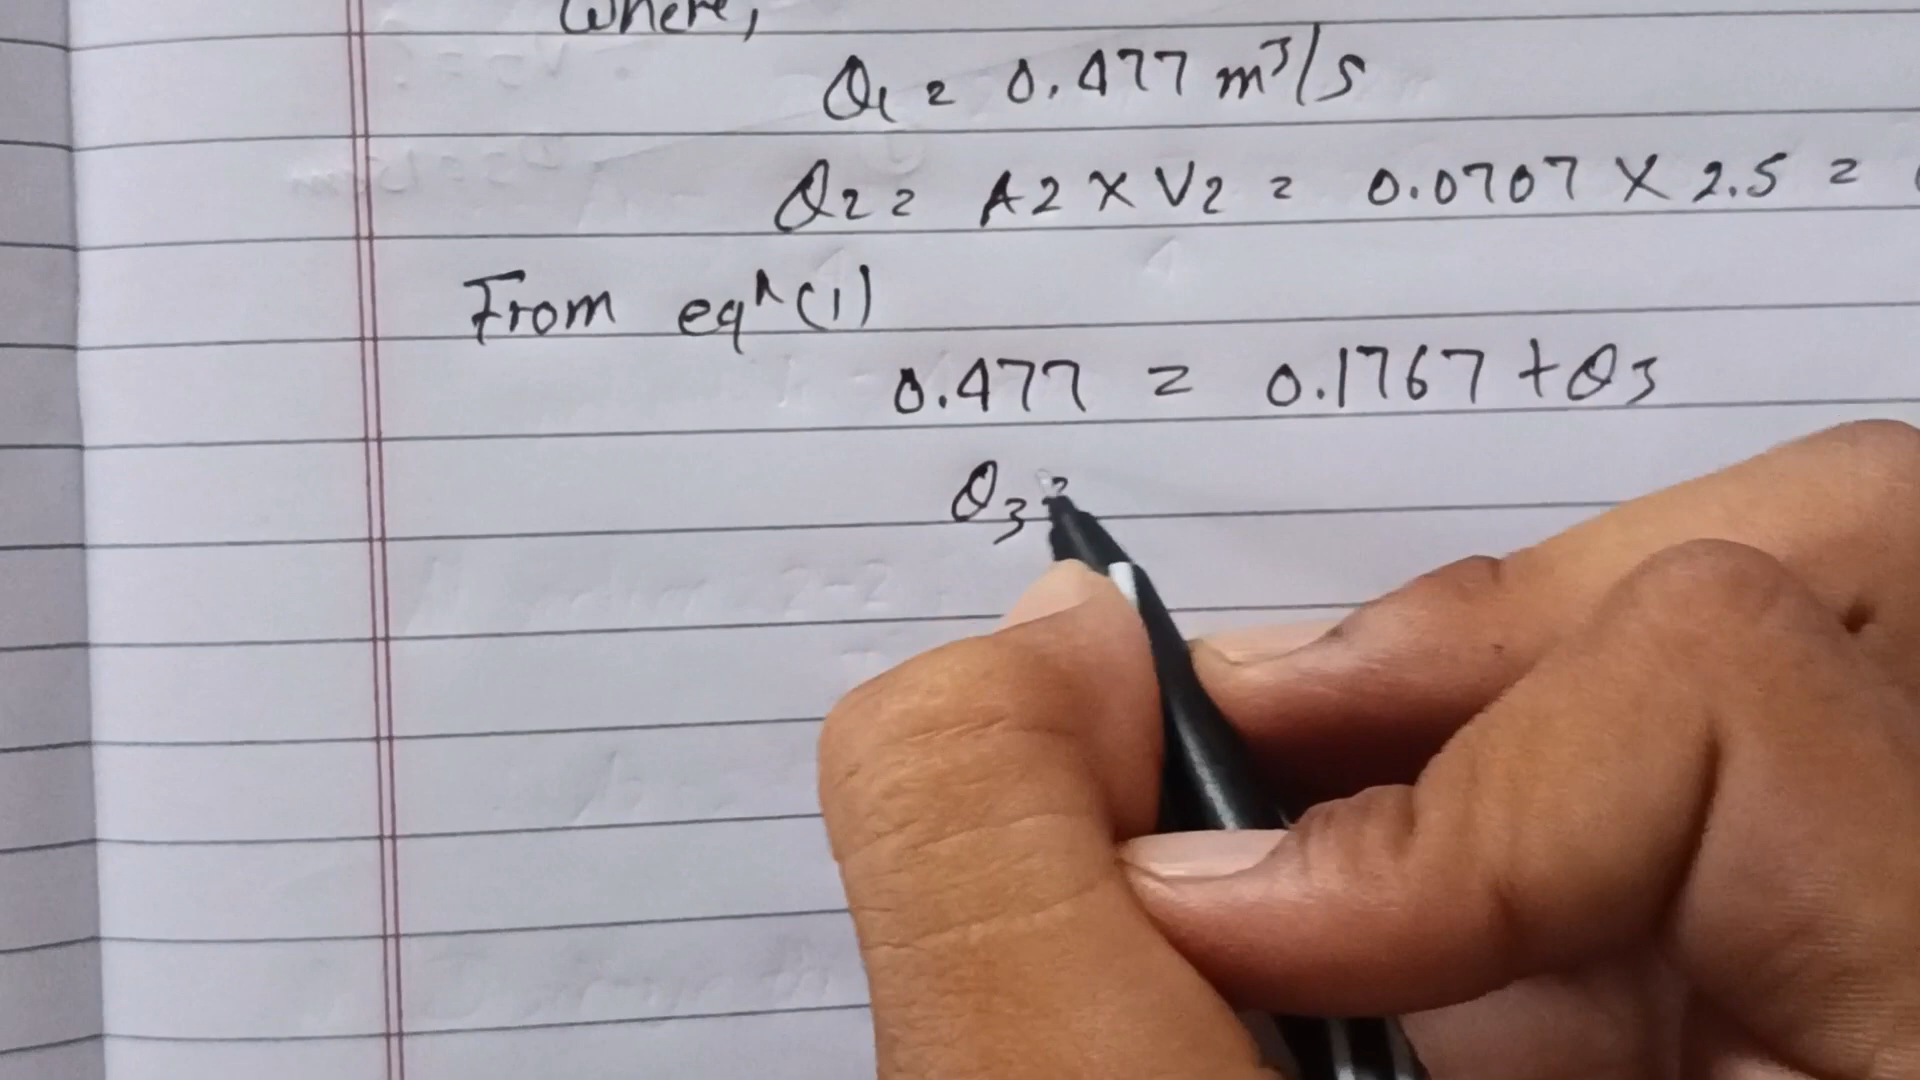 Where,
Q1 = 0.477 m³/s
Q2 = A2 × V2 = 0.0707 × 2.5 =
From eqⁿ(1)
0.477 = 0.1767 + Q3
Q3 =